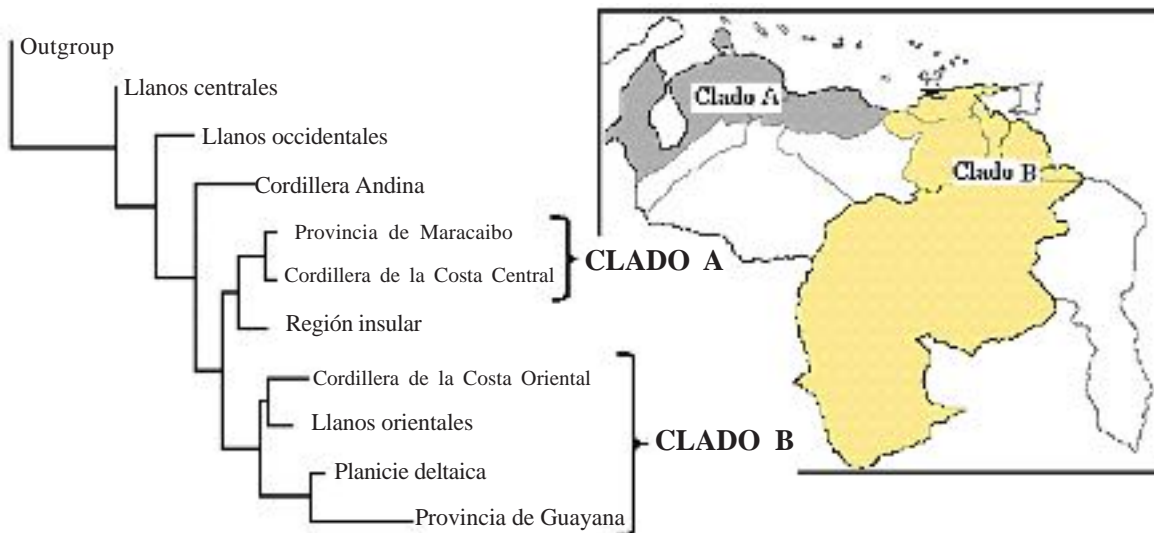 Outgroup
Llanos centrales
Llanos occidentales
Cordillera Andina
Provincia de Maracaibo
Cordillera de la Costa Central
CLADO A
Región insular
Cordillera de la Costa Oriental
Llanos orientales
CLADO B
Planicie deltaica
Provincia de Guayana
Clado A
Clado B